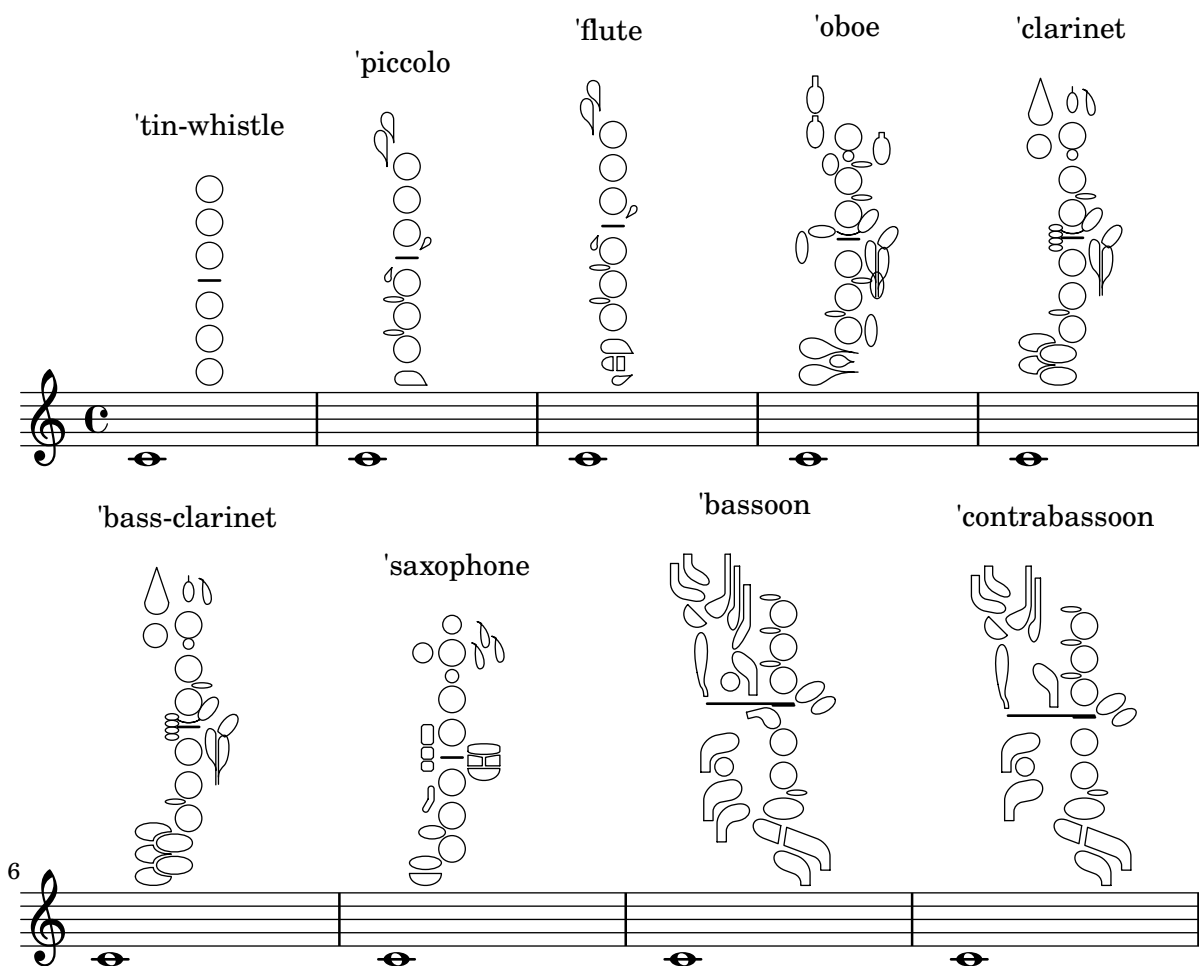 'tin-whistle
'piccolo
'flute
'oboe
'clarinet
'bass-clarinet
'saxophone
'bassoon
'contrabassoon
6